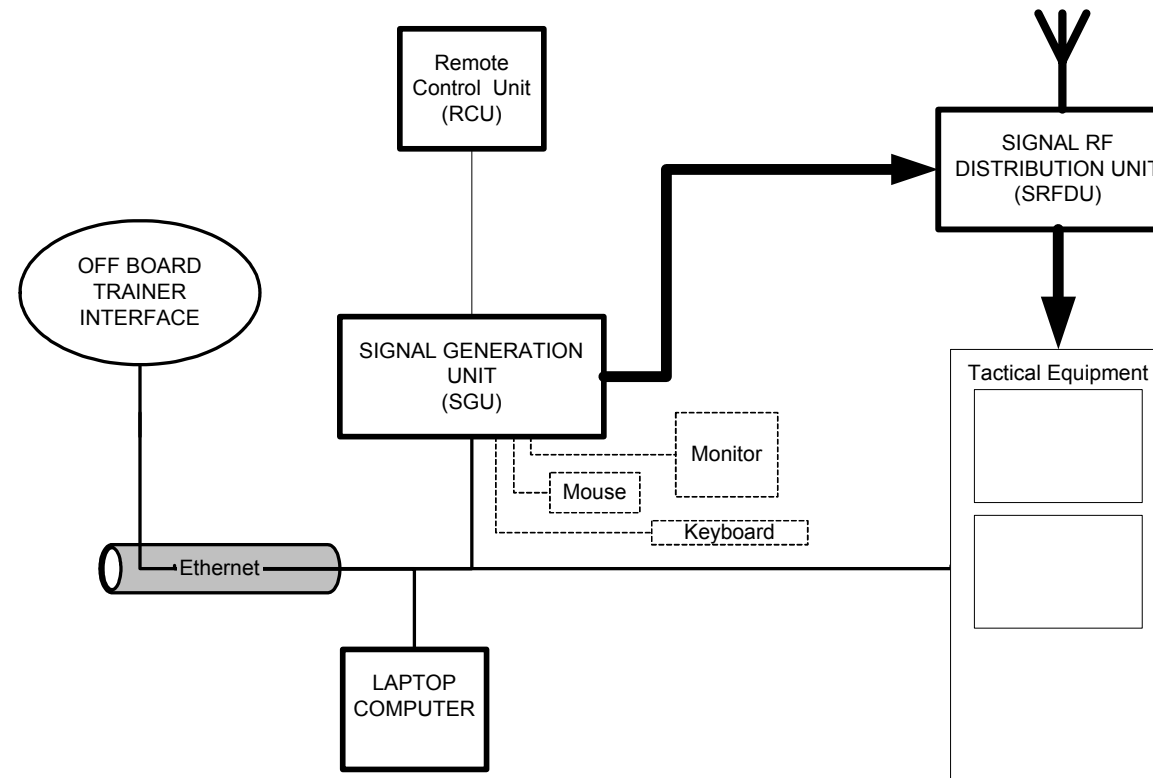 Remote
Control Unit
(RCU)
SIGNAL RF
DISTRIBUTION UNIT
(SRFDU)
OFF BOARD
TRAINER
INTERFACE
SIGNAL GENERATION
UNIT
(SGU)
Tactical Equipment
Monitor
Mouse
Keyboard
Ethernet
LAPTOP
COMPUTER